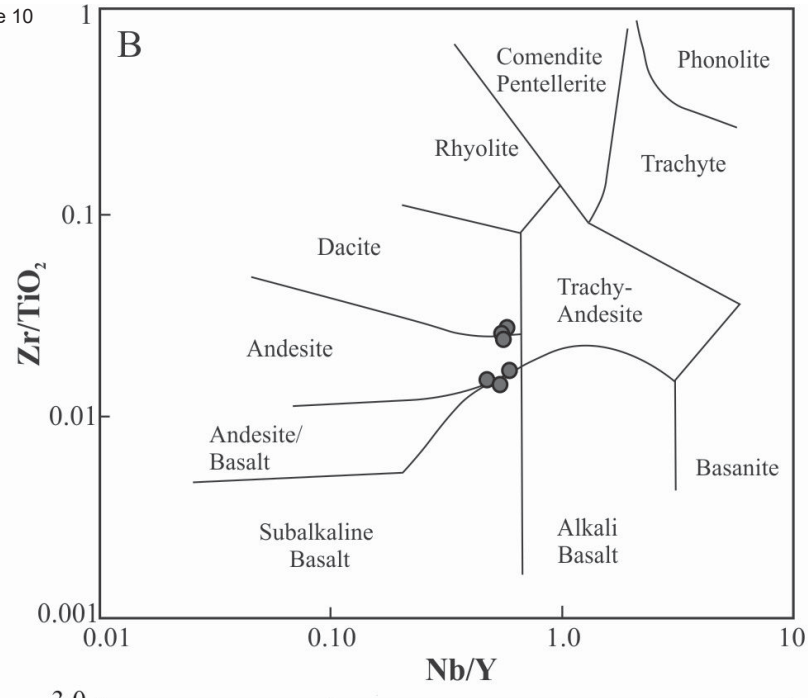 e 10
B
1
0.1
0.01
0.001
Zr/TiO₂
Comendite
Pentellerite
Phonolite
Rhyolite
Trachyte
Dacite
Trachy-
Andesite
Andesite
Andesite/
Basalt
Basanite
Subalkaline
Basalt
Alkali
Basalt
0.01
0.10
1.0
10
Nb/Y